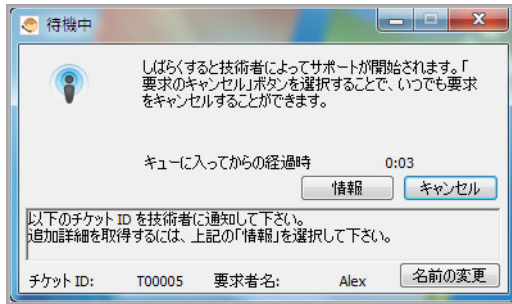 待機中
しばらくすると技術者によってサポートが開始されます。「
要求のキャンセル」ボタンを選択することで、いつでも要求
をキャンセルすることができます。
キューに入ってからの経過時 0:03
情報 キャンセル
以下のチケット ID を技術者に通知して下さい。
追加詳細を取得するには、上記の「情報」を選択して下さい。
チケット ID: T00005 要求者名: Alex 名前の変更